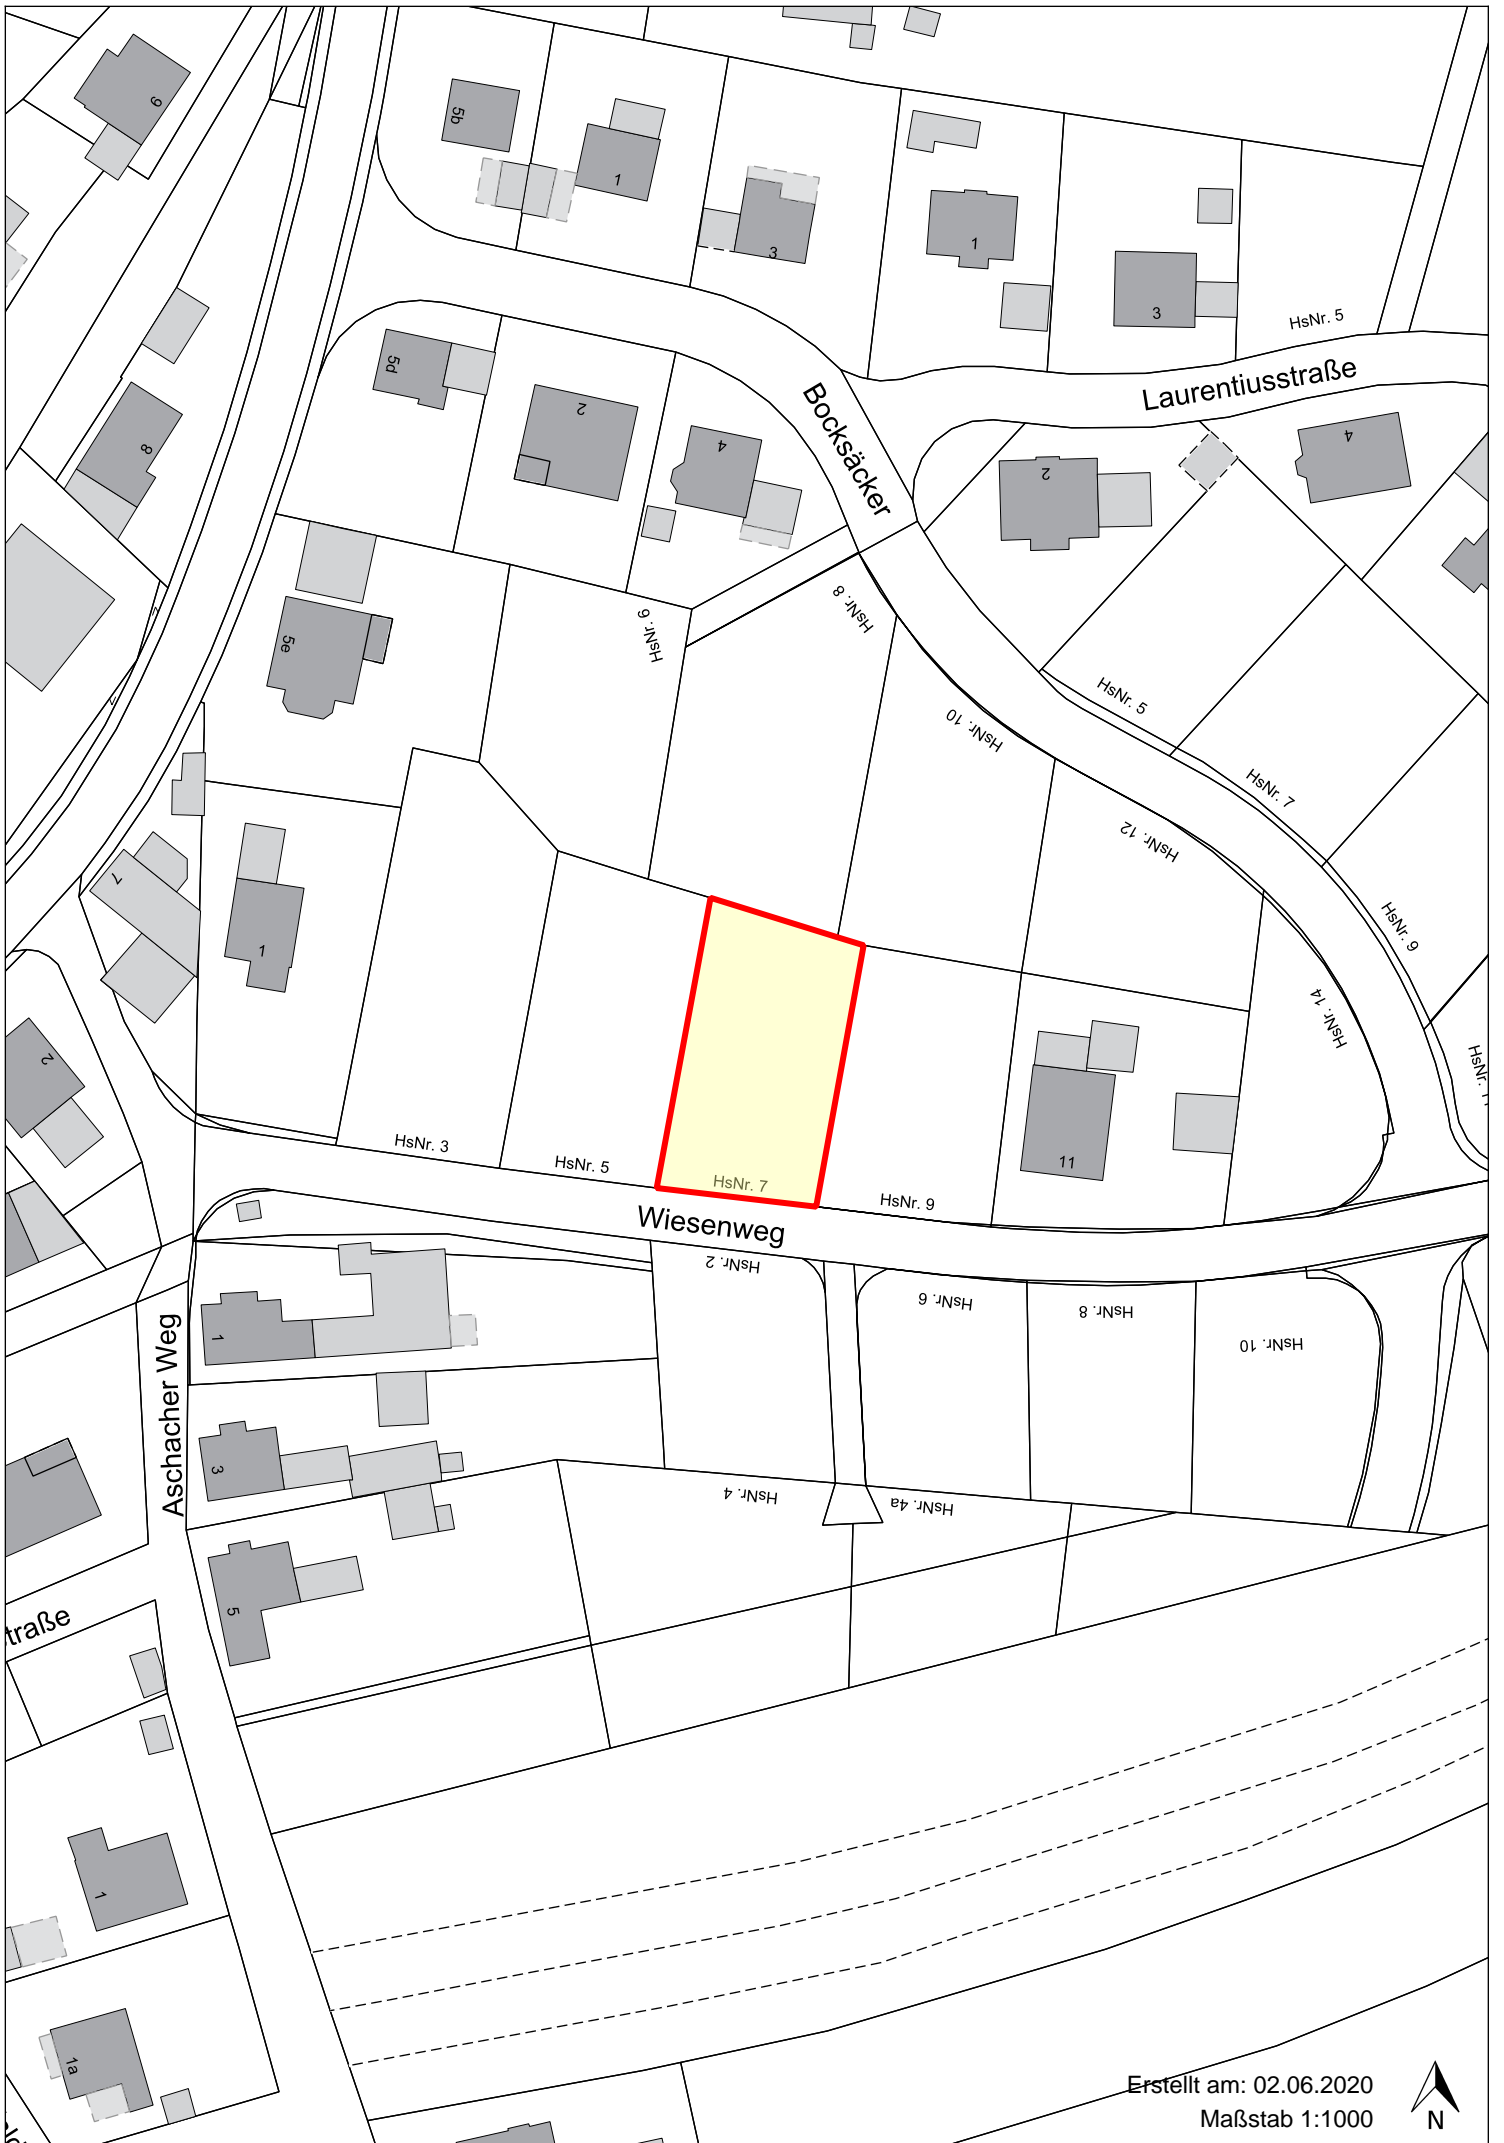 9
5b
1
3
1
3
HsNr. 5
Laurentiusstraße
5d
2
4
Bocksäcker
2
4
8
5e
HsNr. 6
HsNr. 8
HsNr. 10
HsNr. 5
HsNr. 7
HsNr. 12
HsNr. 9
7
1
HsNr. 14
2
HsNr. 11
HsNr. 3
HsNr. 5
HsNr. 7
HsNr. 9
11
Wiesenweg
HsNr. 2
HsNr. 6
HsNr. 8
HsNr. 10
1
Aschacher Weg
3
HsNr. 4
HsNr. 4a
5
traße
1
1a
Erstellt am: 02.06.2020
Maßstab 1:1000
N